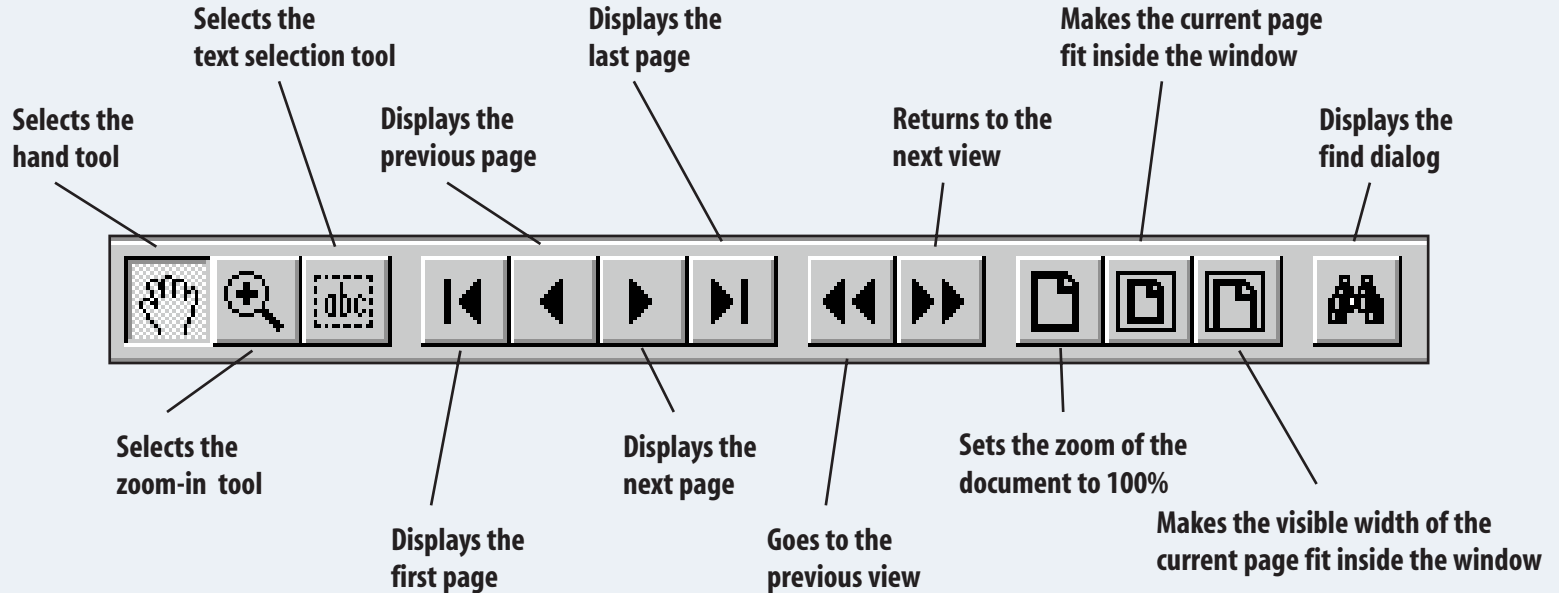 Selects the
text selection tool
Displays the
last page
Makes the current page
fit inside the window
Selects the
hand tool
Displays the
previous page
Returns to the
next view
Displays the
find dialog
abc
Selects the
zoom-in tool
Displays the
next page
Sets the zoom of the
document to 100%
Displays the
first page
Goes to the
previous view
Makes the visible width of the
current page fit inside the window